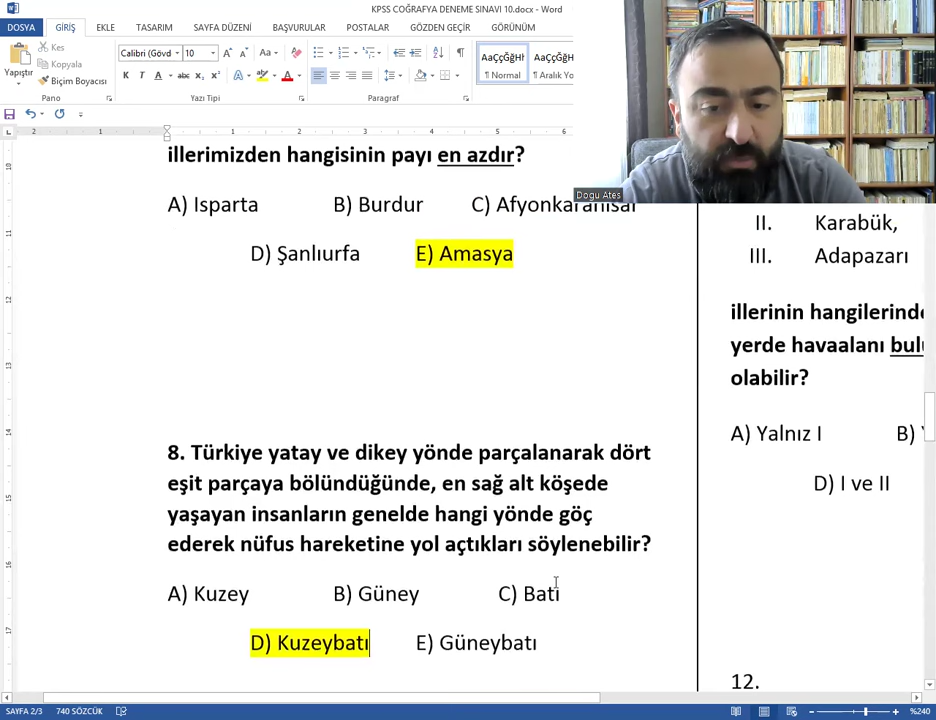 KPSS COĞRAFYA DENEME SINAVI 10.docx - Word
DOSYA GİRİŞ EKLE TASARIM SAYFA DÜZENİ BAŞVURULAR POSTALAR GÖZDEN GEÇİR GÖRÜNÜM
Yapıştır
Kes
Kopyala
Biçim Boyacısı
Pano
Calibri (Gövd 10
Yazı Tipi
Paragraf
AaBbÇçĞğHl
¶ Normal
AaÇçĞğ
¶ Aralık Yo
Dogu Ates
illerimizden hangisinin payı en azdır?
A) Isparta B) Burdur C) Afyonkarahisar
D) Şanlıurfa E) Amasya
8. Türkiye yatay ve dikey yönde parçalanarak dört
eşit parçaya bölündüğünde, en sağ alt köşede
yaşayan insanların genelde hangi yönde göç
ederek nüfus hareketine yol açtıkları söylenebilir?
A) Kuzey B) Güney C) Batı
D) Kuzeybatı E) Güneybatı
II. Karabük,
III. Adapazarı
illerinin hangilerinde
yerde havaalanı bulu
olabilir?
A) Yalnız I B) Y
D) I ve II
12.
SAYFA 2/3 740 SÖZCÜK %240